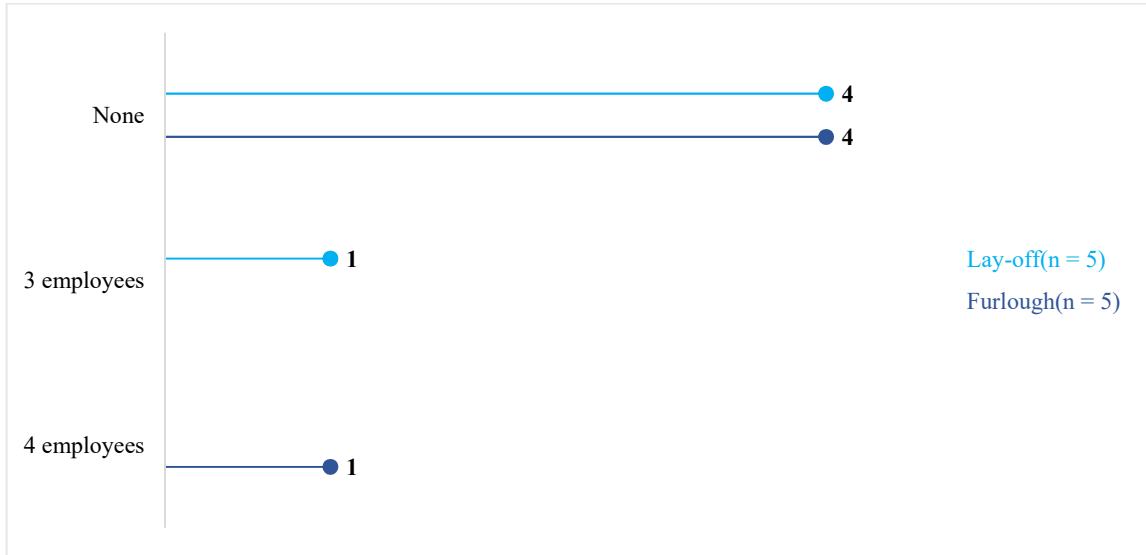 None
4
4
3 employees
1
Lay-off(n = 5)
Furlough(n = 5)
4 employees
1